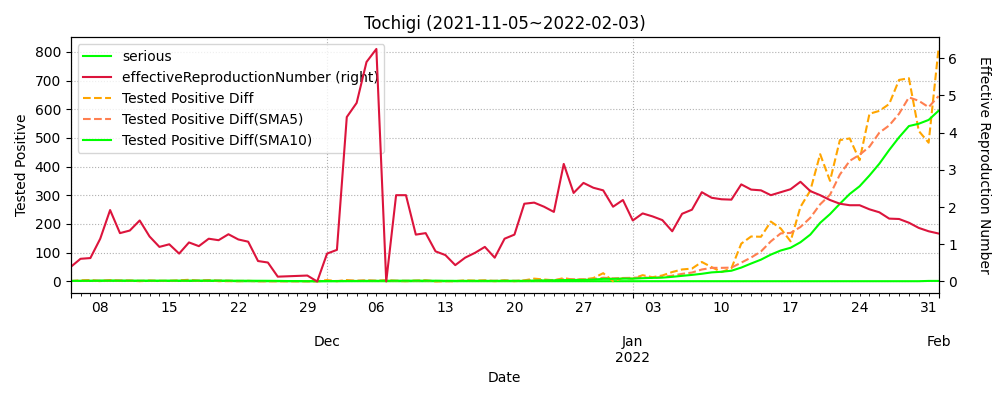 Tochigi (2021-11-05~2022-02-03)
serious
effectiveReproductionNumber (right)
Tested Positive Diff
Tested Positive Diff(SMA5)
Tested Positive Diff(SMA10)
Tested Positive
800
700
600
500
400
300
200
100
0
Effective Reproduction Number
6
5
4
3
2
1
0
08 15 22 29 06 13 20 27 03 10 17 24 31
Dec Jan Feb
2022
Date